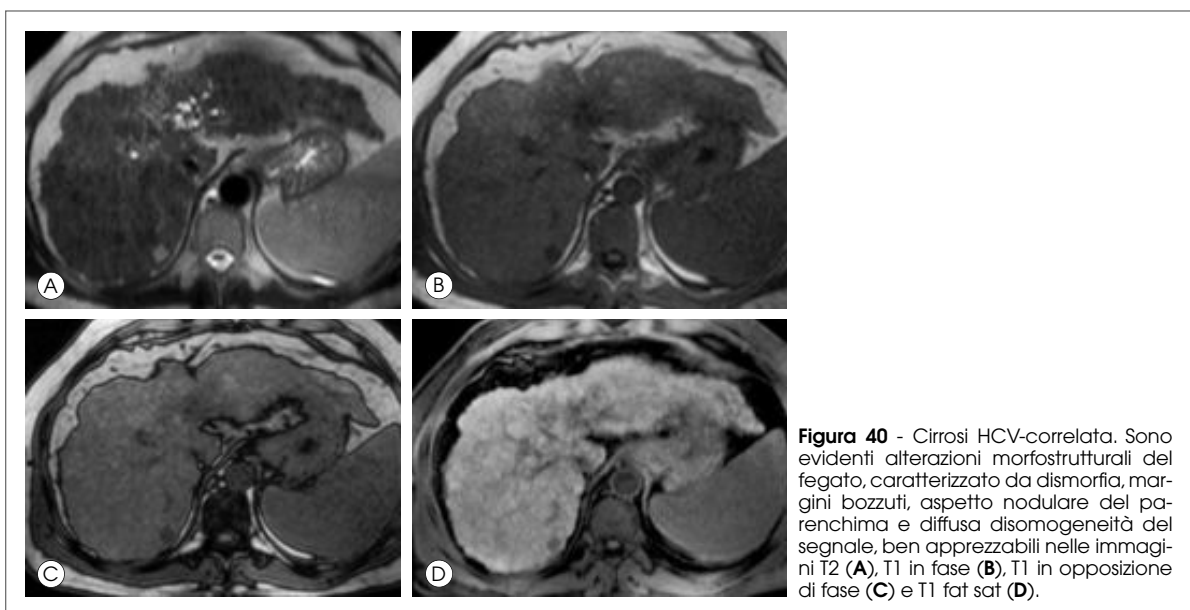 A
B
C
D
Figura 40 - Cirrosi HCV-correlata. Sono
evidenti alterazioni morfostrutturali del
fegato, caratterizzato da dismorfia, mar-
gini bozzuti, aspetto nodulare del pa-
renchima e diffusa disomogeneità del
segnale, ben apprezzabili nelle immagi-
ni T2 (A), T1 in fase (B), T1 in opposizione
di fase (C) e T1 fat sat (D).